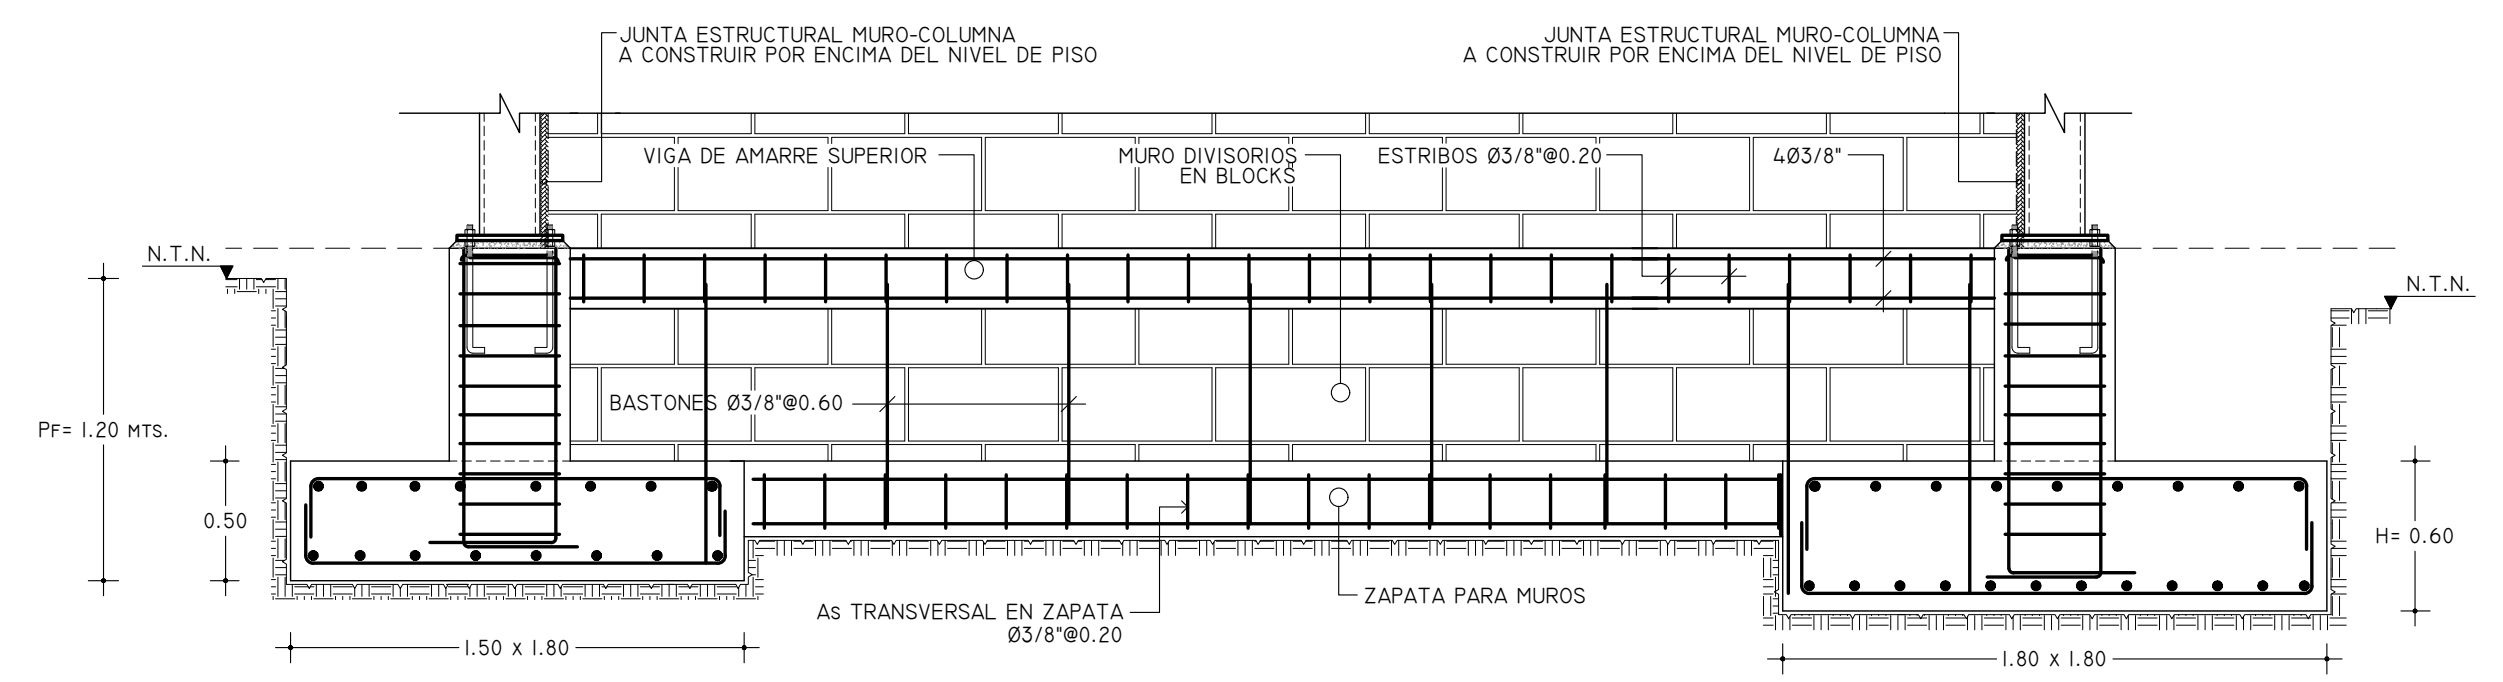 JUNTA ESTRUCTURAL MURO-COLUMNA
A CONSTRUIR POR ENCIMA DEL NIVEL DE PISO
JUNTA ESTRUCTURAL MURO-COLUMNA
A CONSTRUIR POR ENCIMA DEL NIVEL DE PISO
VIGA DE AMARRE SUPERIOR
MURO DIVISORIOS
EN BLOCKS
ESTRIBOS Ø3/8"@0.20
4Ø3/8"
N.T.N.
N.T.N.
BASTONES Ø3/8"@0.60
PF= 1.20 MTS.
0.50
H= 0.60
ZAPATA PARA MUROS
As TRANSVERSAL EN ZAPATA
Ø3/8"@0.20
1.50 x 1.80
1.80 x 1.80